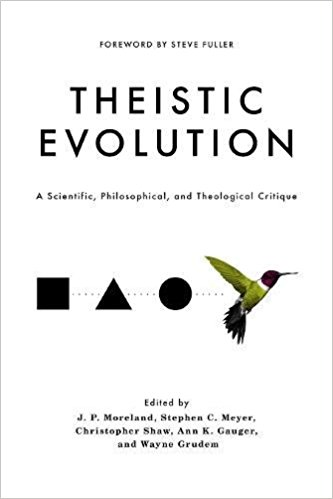 FOREWORD BY STEVE FULLER
THEISTIC
EVOLUTION
A Scientific, Philosophical, and Theological Critique
Edited by
J. P. Moreland, Stephen C. Meyer,
Christopher Shaw, Ann K. Gauger,
and Wayne Grudem